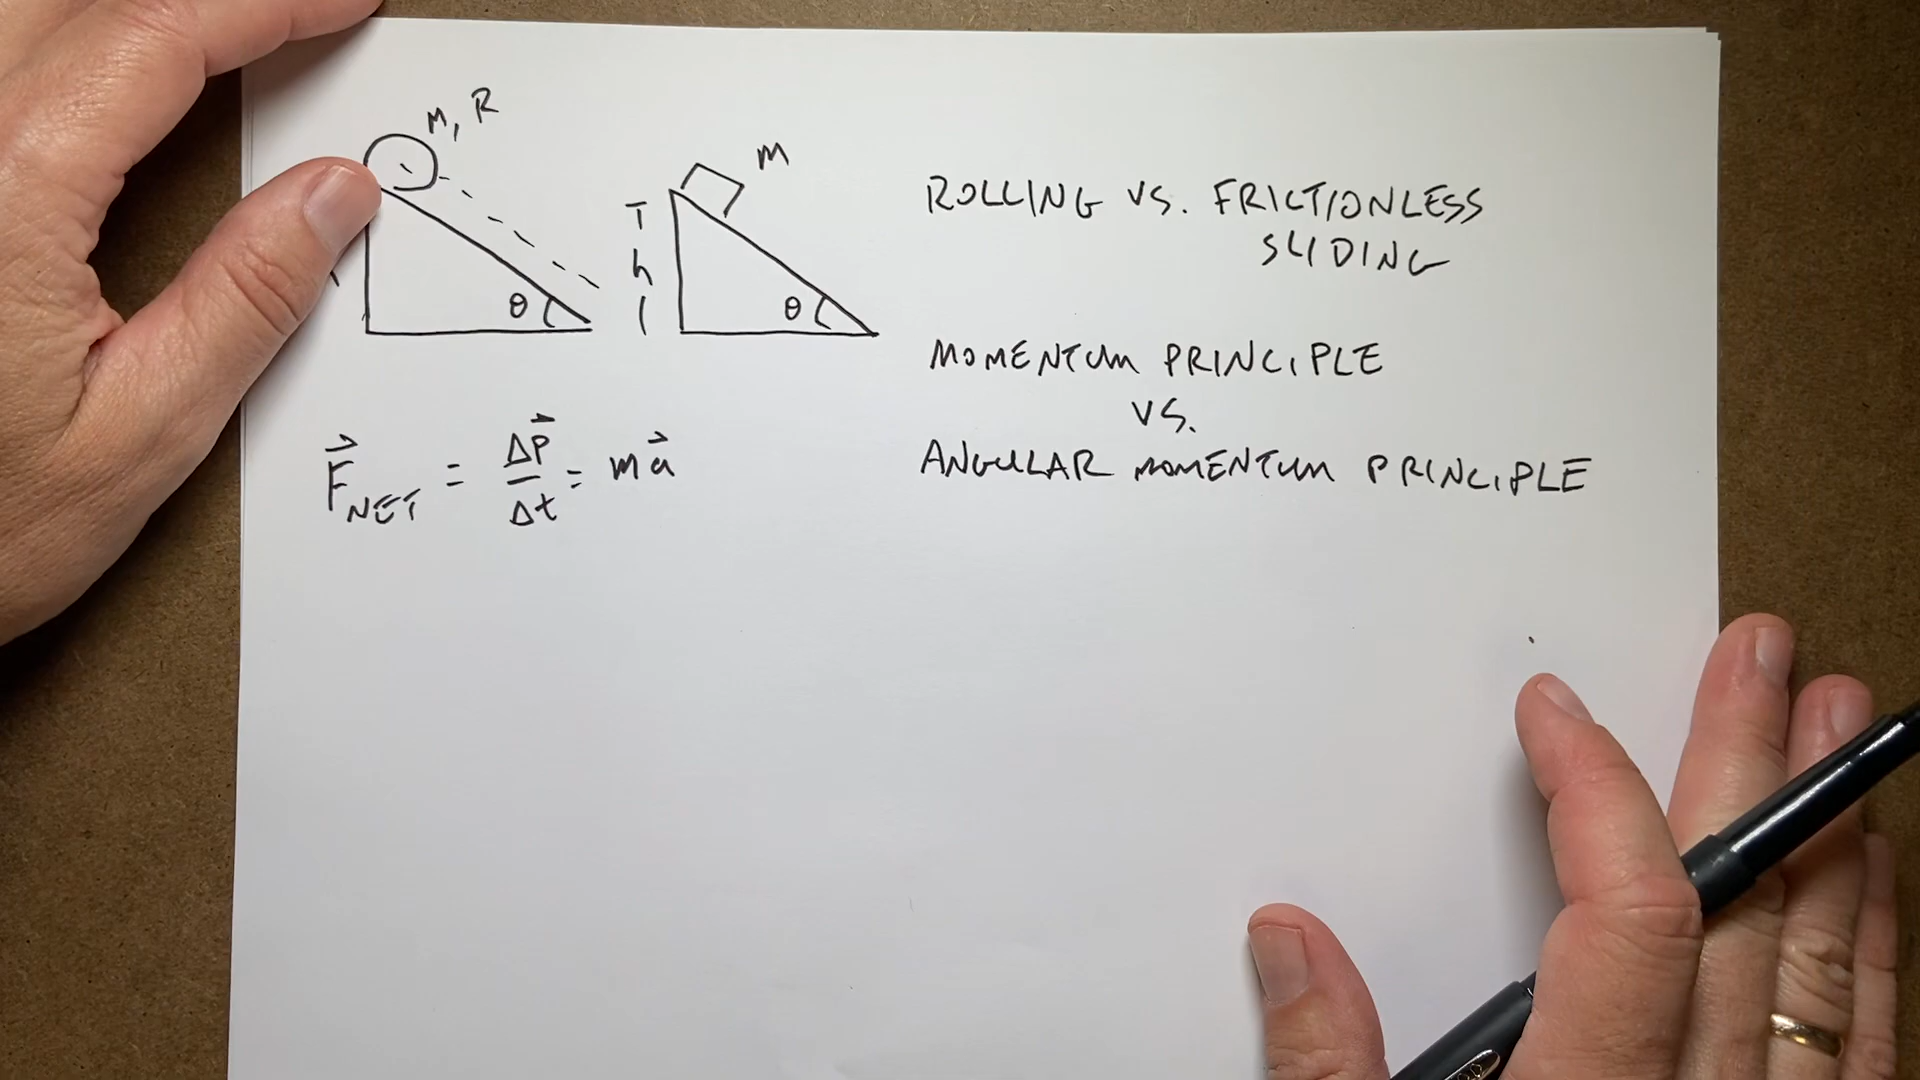 M, R
θ
m
T
h
θ
ROLLING VS. FRICTIONLESS
SLIDING
MOMENTUM PRINCIPLE
VS.
ANGULAR MOMENTUM PRINCIPLE
F⃗NET = Δp⃗/Δt = ma⃗